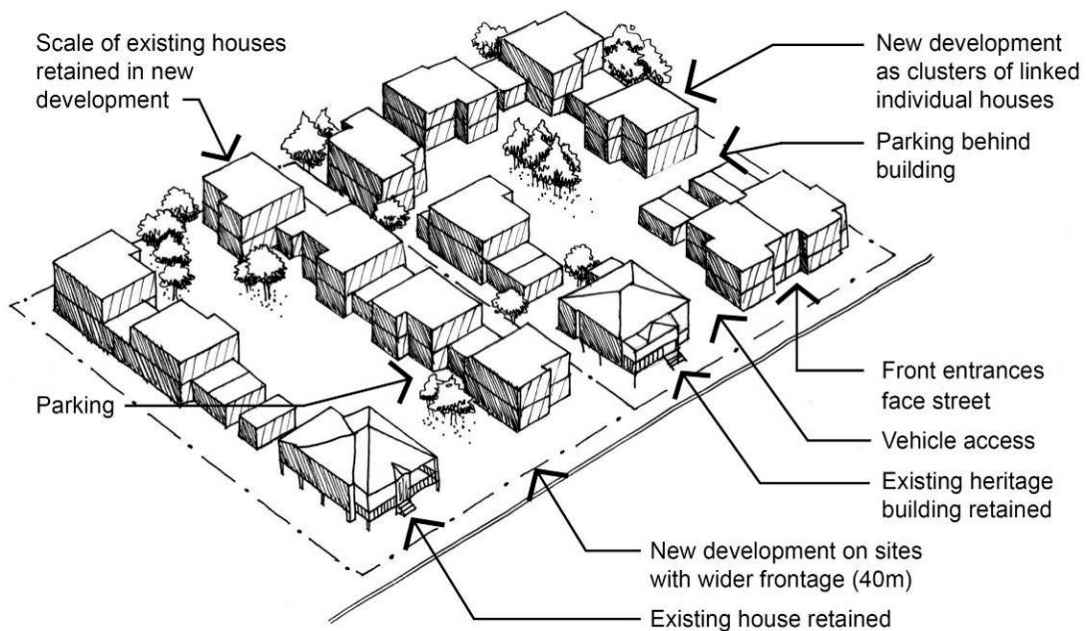 Scale of existing houses
retained in new
development
New development
as clusters of linked
individual houses
Parking behind
building
Parking
Front entrances
face street
Vehicle access
Existing heritage
building retained
New development on sites
with wider frontage (40m)
Existing house retained